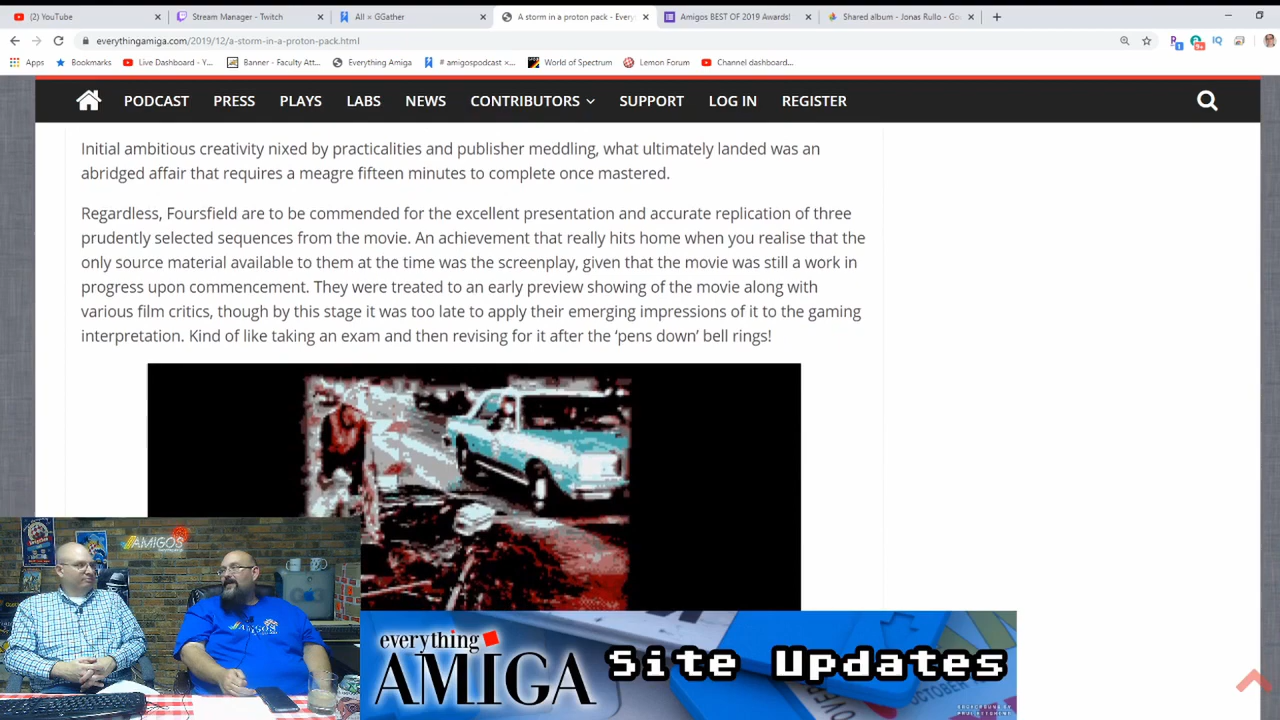 (2) YouTube
Stream Manager - Twitch
All × GGather
A storm in a proton pack - Every
Amigos BEST OF 2019 Awards!
Shared album - Jonas Rullo - Go
everythingamiga.com/2019/12/a-storm-in-a-proton-pack.html
Apps
Bookmarks
Live Dashboard - Y...
Banner - Faculty Att...
Everything Amiga
# amigospodcast ×...
World of Spectrum
Lemon Forum
Channel dashboard...
PODCAST PRESS PLAYS LABS NEWS CONTRIBUTORS SUPPORT LOG IN REGISTER
Initial ambitious creativity nixed by practicalities and publisher meddling, what ultimately landed was an
abridged affair that requires a meagre fifteen minutes to complete once mastered.
Regardless, Foursfield are to be commended for the excellent presentation and accurate replication of three
prudently selected sequences from the movie. An achievement that really hits home when you realise that the
only source material available to them at the time was the screenplay, given that the movie was still a work in
progress upon commencement. They were treated to an early preview showing of the movie along with
various film critics, though by this stage it was too late to apply their emerging impressions of it to the gaming
interpretation. Kind of like taking an exam and then revising for it after the ‘pens down’ bell rings!
AMIGOS
everything
AMIGA
Site Updates